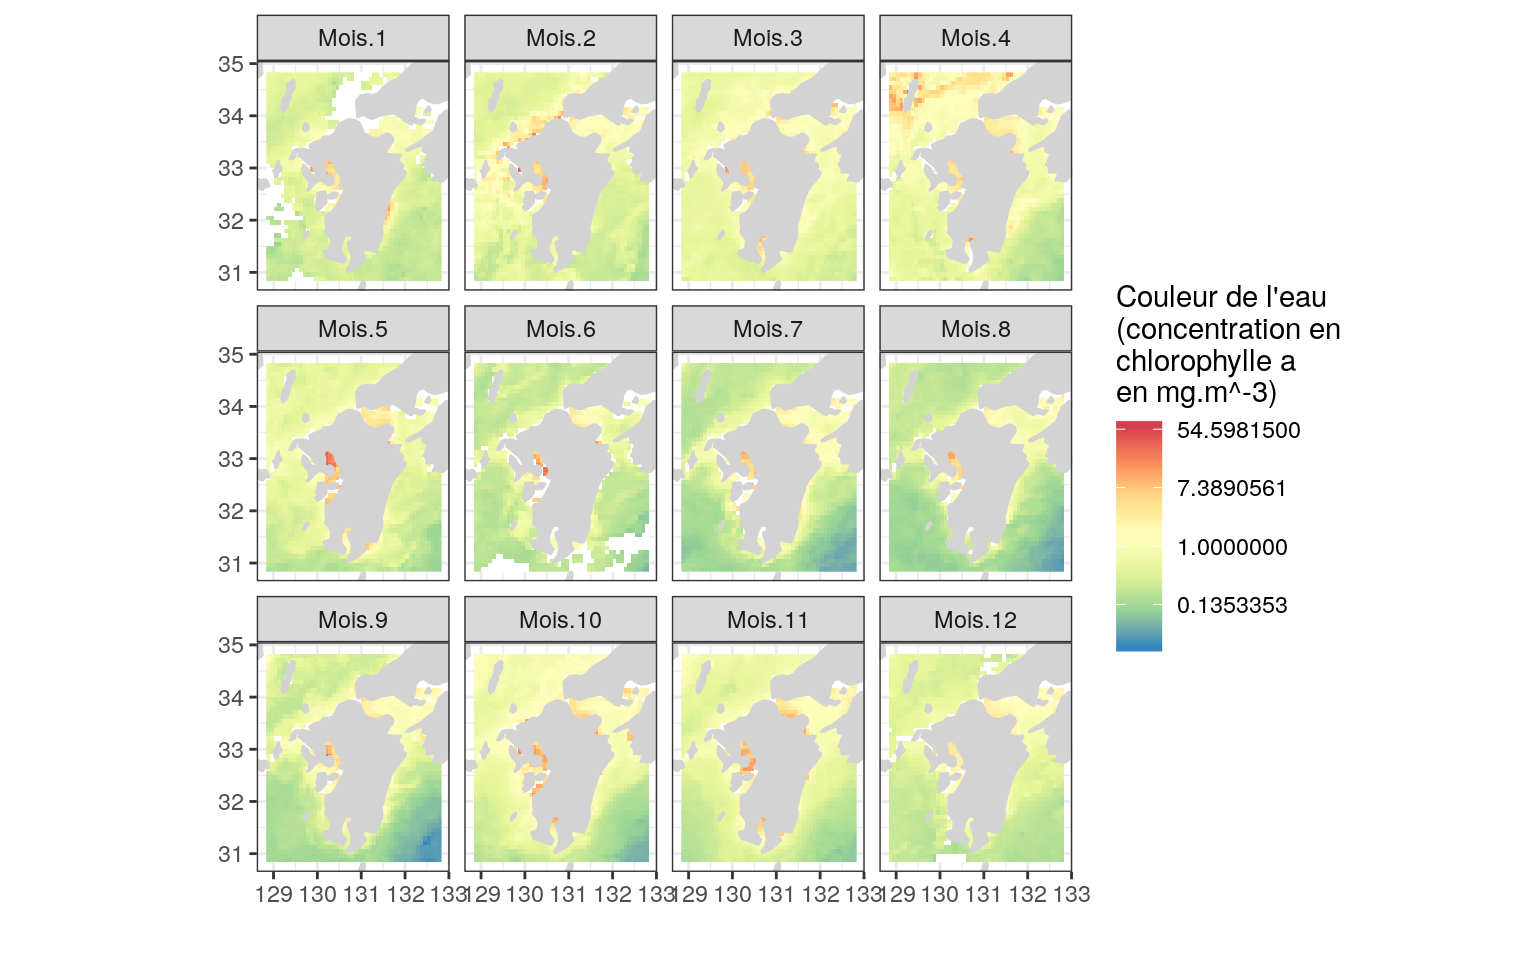 Mois.1 Mois.2 Mois.3 Mois.4
35
34
33
32
31
Mois.5 Mois.6 Mois.7 Mois.8
35
34
33
32
31
Mois.9 Mois.10 Mois.11 Mois.12
35
34
33
32
31
129 130 131 132 133 129 130 131 132 133 129 130 131 132 133 129 130 131 132 133
Couleur de l'eau
(concentration en
chlorophylle a
en mg.m^-3)
54.5981500
7.3890561
1.0000000
0.1353353